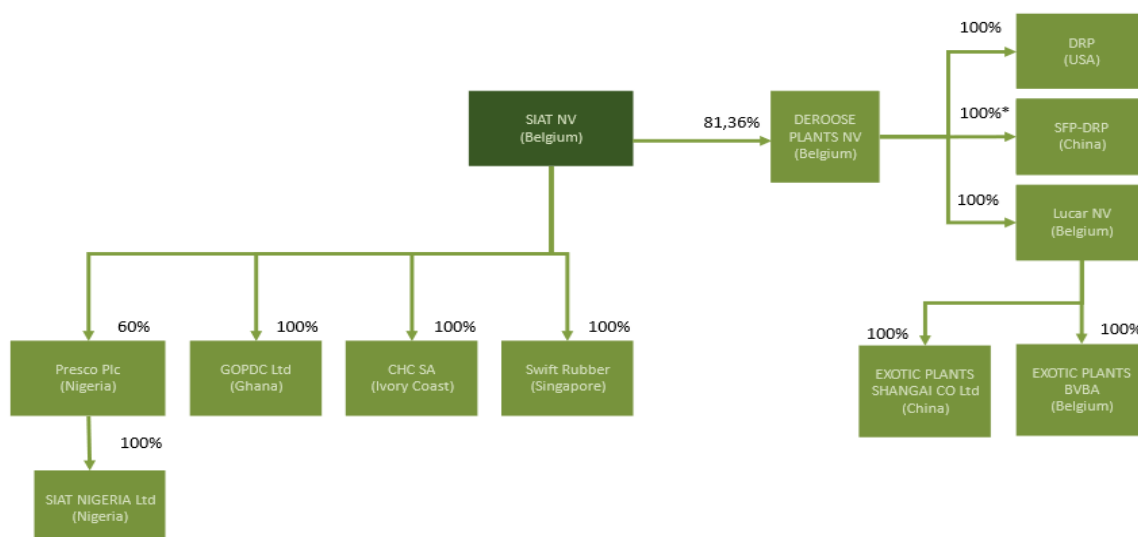 100%
DRP
(USA)
SIAT NV
(Belgium)
81,36%
DEROOSE
PLANTS NV
(Belgium)
100%*
SFP-DRP
(China)
100%
Lucar NV
(Belgium)
60%
100%
100%
100%
100%
100%
Presco Plc
(Nigeria)
GOPDC Ltd
(Ghana)
CHC SA
(Ivory Coast)
Swift Rubber
(Singapore)
EXOTIC PLANTS
SHANGAI CO Ltd
(China)
EXOTIC PLANTS
BVBA
(Belgium)
100%
SIAT NIGERIA Ltd
(Nigeria)